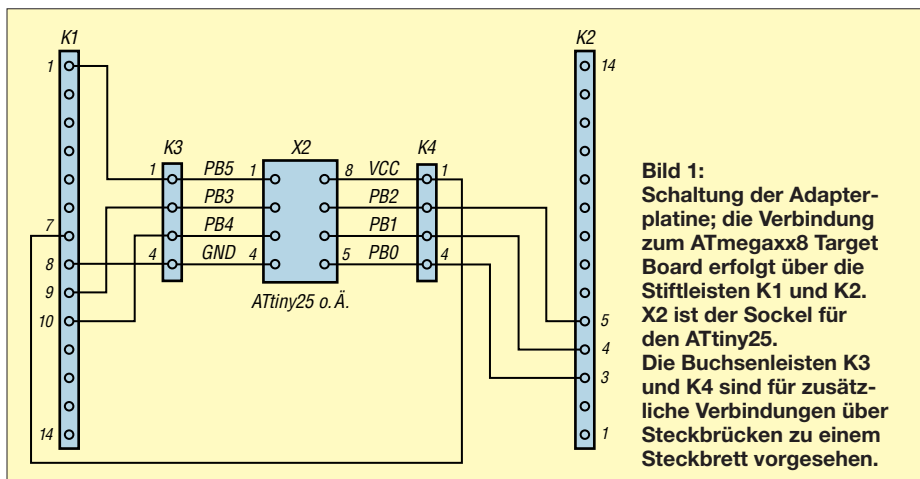 K1
K2
1
14
K3
X2
K4
1
PB5
1
8
VCC
1
PB3
PB2
7
PB4
PB1
8
4
GND
4
5
PB0
4
9
ATtiny25 o. Ä.
10
5
4
3
14
1
Bild 1:
Schaltung der Adapter-
platine; die Verbindung
zum ATmegaxx8 Target
Board erfolgt über die
Stiftleisten K1 und K2.
X2 ist der Sockel für
den ATtiny25.
Die Buchsenleisten K3
und K4 sind für zusätz-
liche Verbindungen über
Steckbrücken zu einem
Steckbrett vorgesehen.